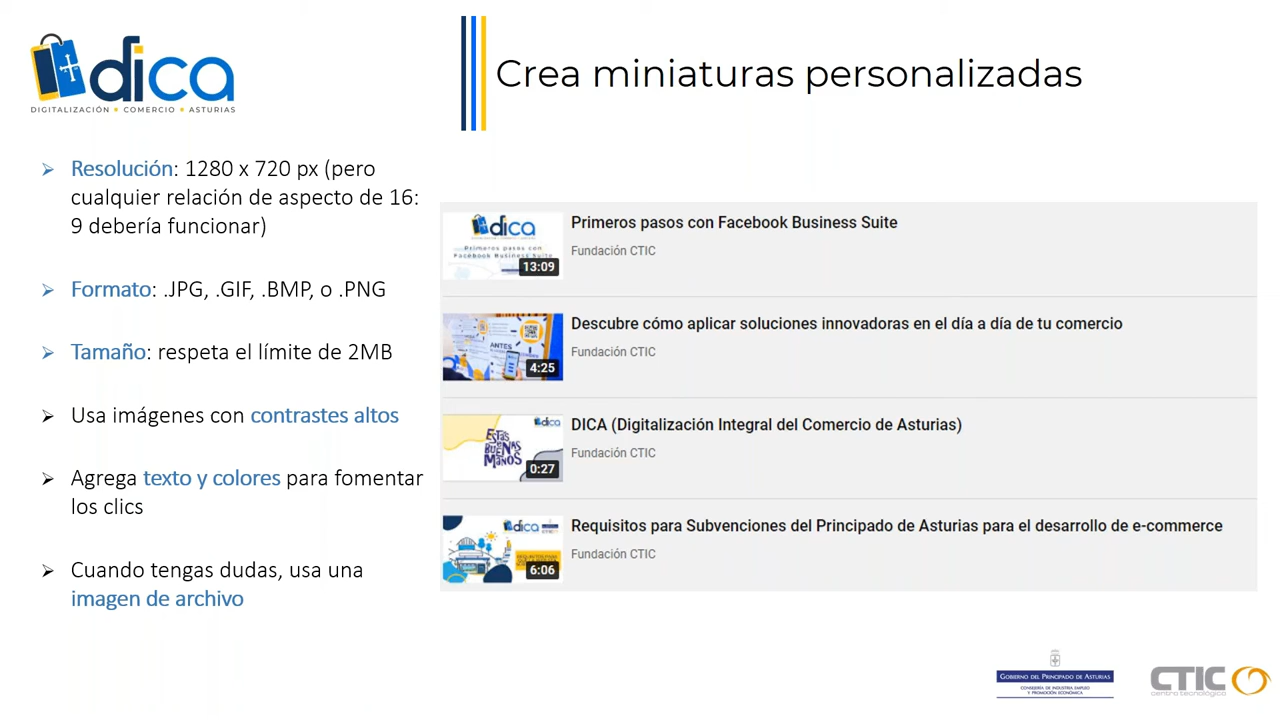 dica
DIGITALIZACIÓN • COMERCIO • ASTURIAS
Crea miniaturas personalizadas
Resolución: 1280 x 720 px (pero
cualquier relación de aspecto de 16:
9 debería funcionar)
Formato: .JPG, .GIF, .BMP, o .PNG
Tamaño: respeta el límite de 2MB
Usa imágenes con contrastes altos
Agrega texto y colores para fomentar
los clics
Cuando tengas dudas, usa una
imagen de archivo
dica
Primeros pasos con
Facebook Business Suite
13:09
Primeros pasos con Facebook Business Suite
Fundación CTIC
ANTES
4:25
Descubre cómo aplicar soluciones innovadoras en el día a día de tu comercio
Fundación CTIC
dica
ESTÁS
EN
BUENAS
MANOS
0:27
DICA (Digitalización Integral del Comercio de Asturias)
Fundación CTIC
dica
CTIC
6:06
Requisitos para Subvenciones del Principado de Asturias para el desarrollo de e-commerce
Fundación CTIC
GOBIERNO DEL PRINCIPADO DE ASTURIAS
CONSEJERÍA DE INDUSTRIA, EMPLEO
Y PROMOCIÓN ECONÓMICA
CTIC
centro tecnológico